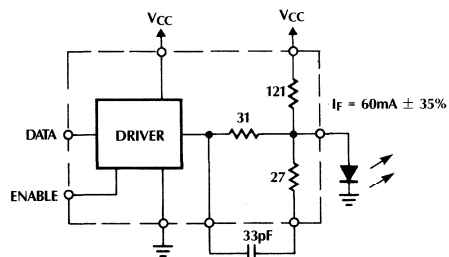 VCC
VCC
121
IF = 60mA ± 35%
31
DATA
DRIVER
27
ENABLE
33pF